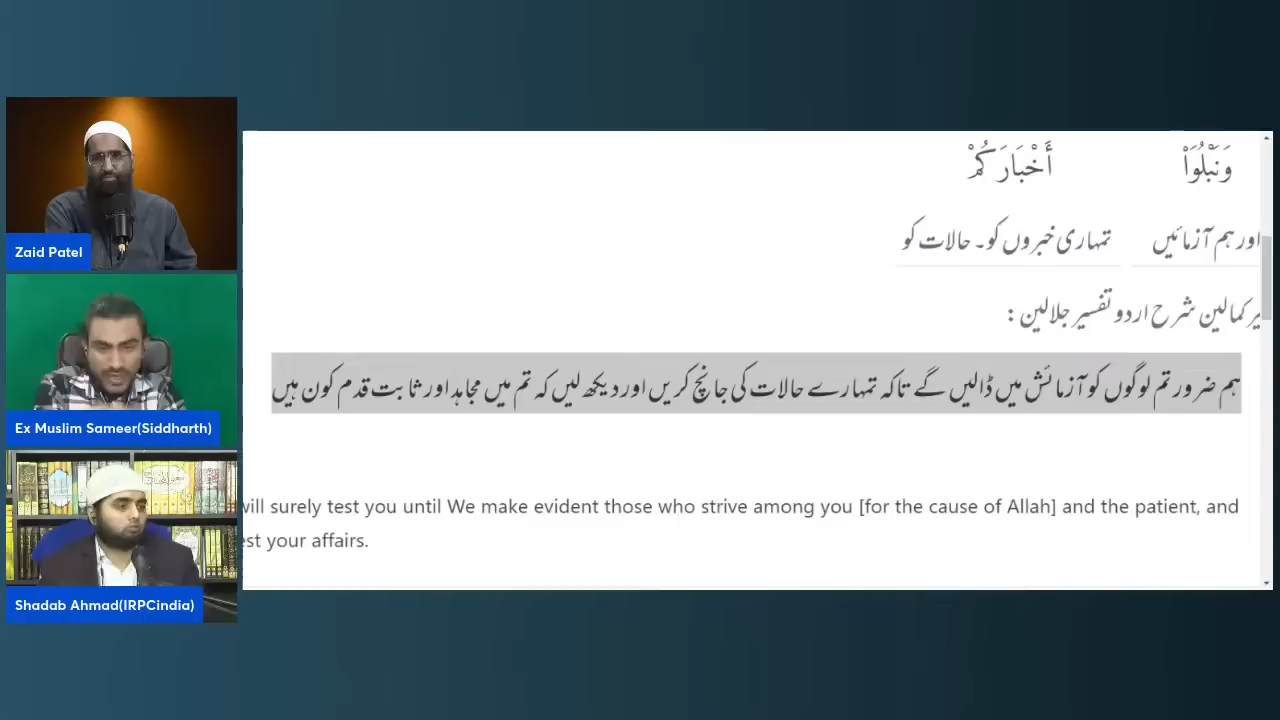 Zaid Patel
Ex Muslim Sameer(Siddharth)
Shadab Ahmad(IRPCindia)
وَنَبْلُوَا۟ أَخْبَارَكُمْ
اور ہم آزمائیں تمہاری خبروں کو۔ حالات کو
کمالین شرح اردو تفسیر جلالین :
ہم ضرور تم لوگوں کو آزمائش میں ڈالیں گے تاکہ تمہارے حالات کی جانچ کریں اور دیکھ لیں کہ تم میں مجاہد اور ثابت قدم کون ہیں
will surely test you until We make evident those who strive among you [for the cause of Allah] and the patient, and
est your affairs.